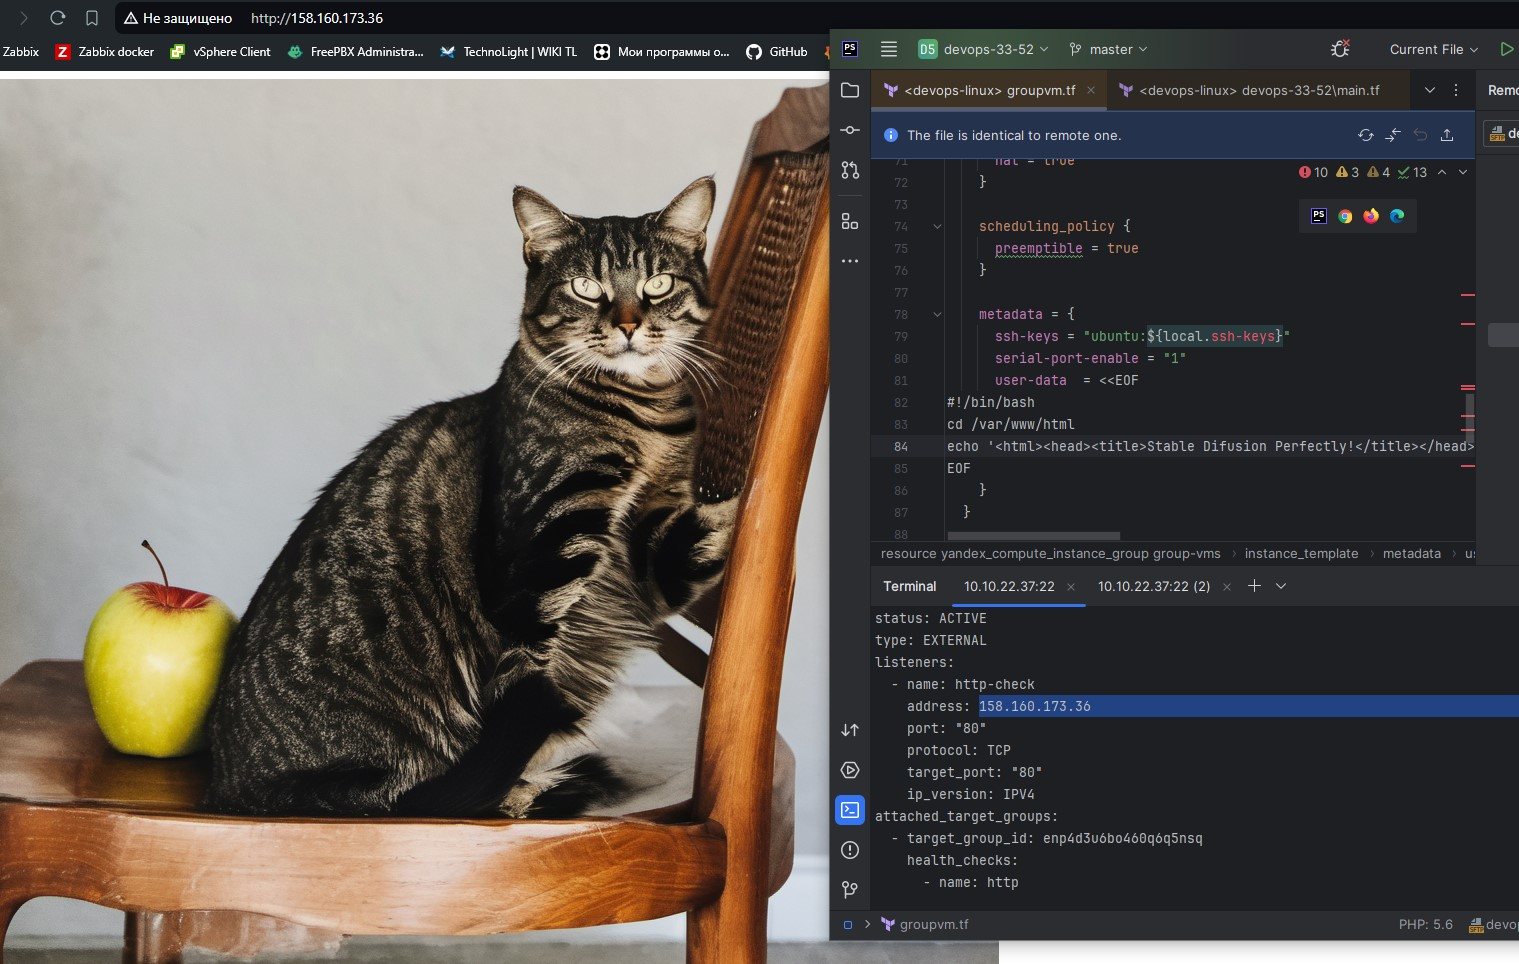 Не защищено http://158.160.173.36
Zabbix Z Zabbix docker vSphere Client FreePBX Administra... TechnoLight | WIKI TL Мои программы о... GitHub
PS D5 devops-33-52 master Current File
<devops-linux> groupvm.tf <devops-linux> devops-33-52\main.tf Remo
The file is identical to remote one. de
71 nat = true
10 3 4 13
72 }
73
74 scheduling_policy {
75 preemptible = true
76 }
77
78 metadata = {
79 ssh-keys = "ubuntu:${local.ssh-keys}"
80 serial-port-enable = "1"
81 user-data = <<EOF
82 #!/bin/bash
83 cd /var/www/html
84 echo '<html><head><title>Stable Difusion Perfectly!</title></head>
85 EOF
86 }
87 }
88
resource yandex_compute_instance_group group-vms › instance_template › metadata › us
Terminal 10.10.22.37:22 10.10.22.37:22 (2)
status: ACTIVE
type: EXTERNAL
listeners:
- name: http-check
address: 158.160.173.36
port: "80"
protocol: TCP
target_port: "80"
ip_version: IPV4
attached_target_groups:
- target_group_id: enp4d3u6bo460q6q5nsq
health_checks:
- name: http
groupvm.tf PHP: 5.6 devop